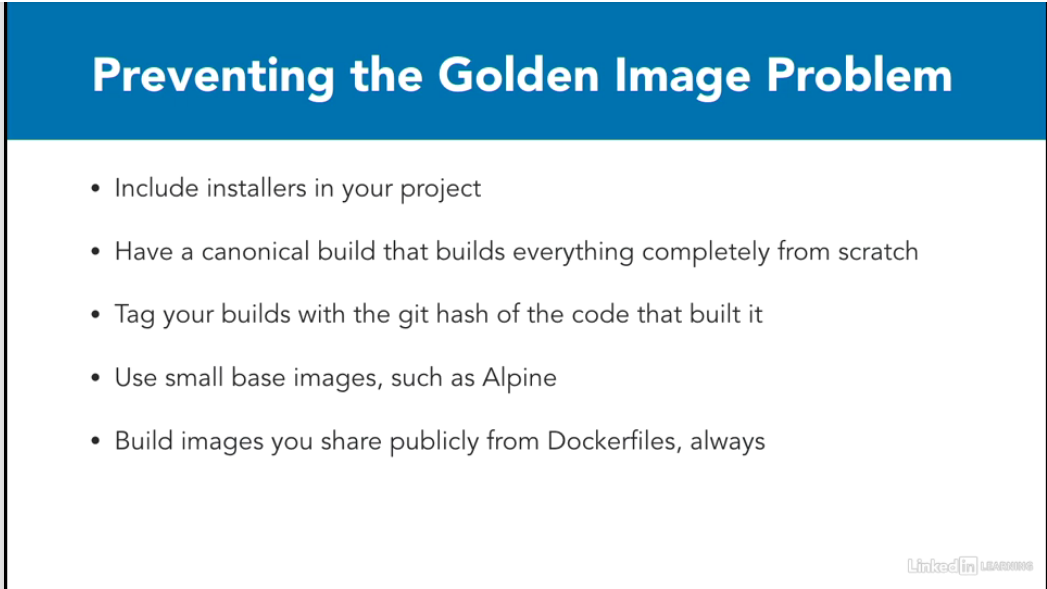 Preventing the Golden Image Problem
• Include installers in your project
• Have a canonical build that builds everything completely from scratch
• Tag your builds with the git hash of the code that built it
• Use small base images, such as Alpine
• Build images you share publicly from Dockerfiles, always
Linked in LEARNING